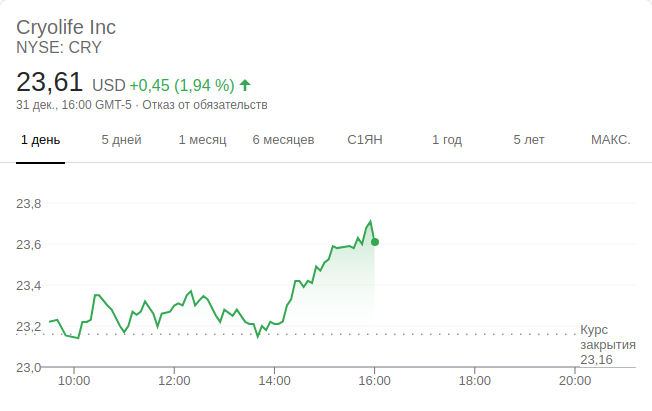 Cryolife Inc
NYSE: CRY
23,61 USD +0,45 (1,94 %)
31 дек., 16:00 GMT-5 · Отказ от обязательств
1 день 5 дней 1 месяц 6 месяцев С1ЯН 1 год 5 лет МАКС.
23,8
23,6
23,4
23,2
23,0
Курс
закрытия
23,16
10:00 12:00 14:00 16:00 18:00 20:00